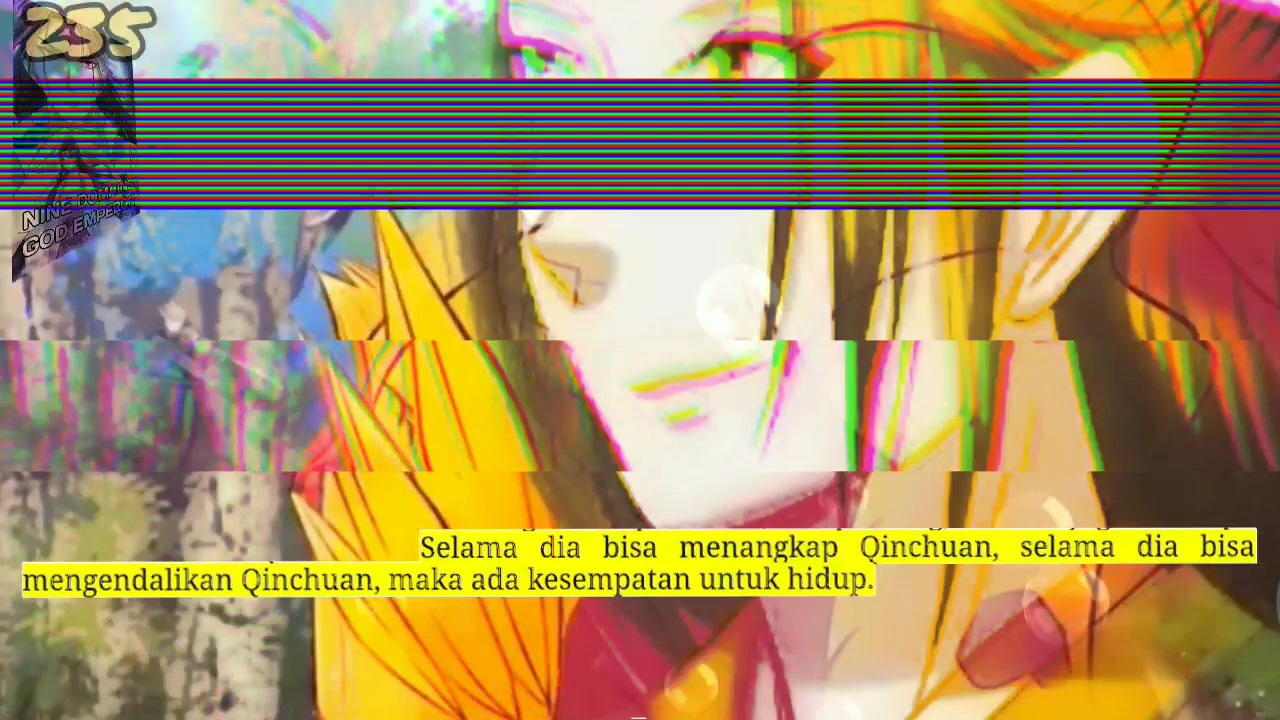 255
NINE DOMAINS
GOD EMPEROR
Selama dia bisa menangkap Qinchuan, selama dia bisa
mengendalikan Qinchuan, maka ada kesempatan untuk hidup.